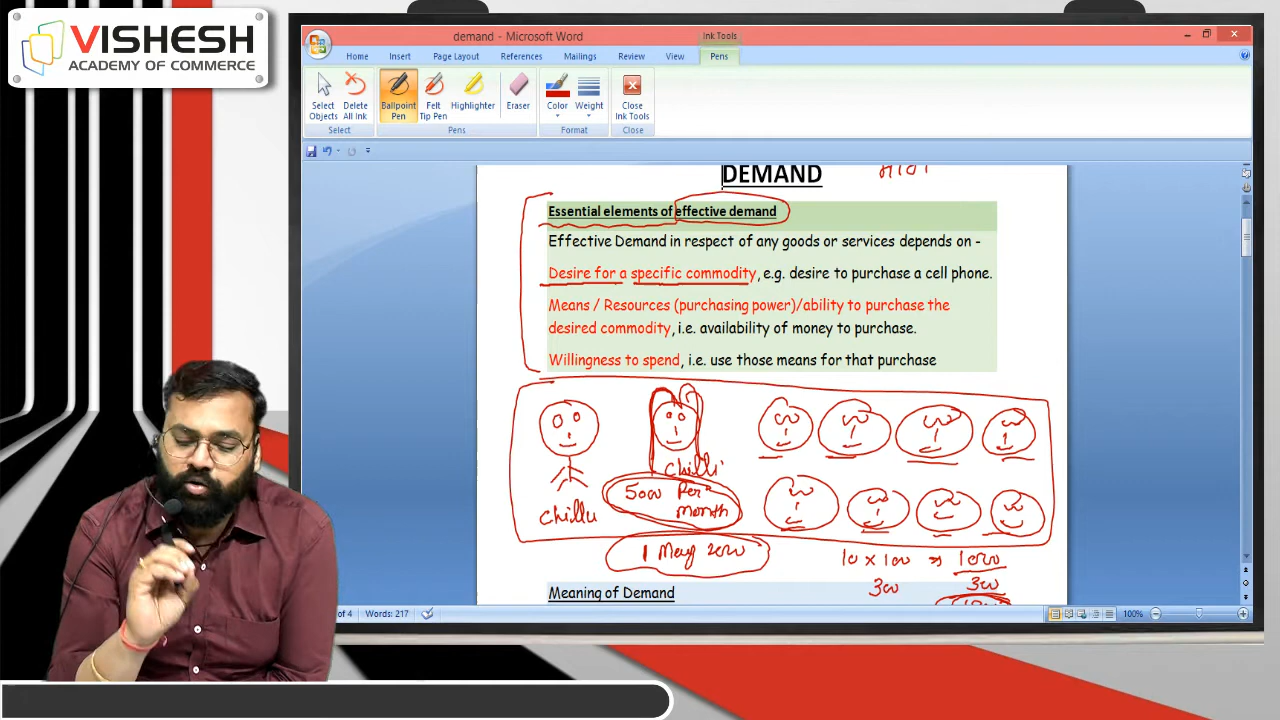 VISHESH
ACADEMY OF COMMERCE
demand - Microsoft Word
Ink Tools
Home
Insert
Page Layout
References
Mailings
Review
View
Pens
Select Objects
Delete All Ink
Ballpoint Pen
Felt Tip Pen
Highlighter
Eraser
Color
Weight
Close Ink Tools
Select
Pens
Format
Close
DEMAND
Essential elements of effective demand
Effective Demand in respect of any goods or services depends on -
Desire for a specific commodity, e.g. desire to purchase a cell phone.
Means / Resources (purchasing power)/ability to purchase the
desired commodity, i.e. availability of money to purchase.
Willingness to spend, i.e. use those means for that purchase
chilli
5000 Per
month
chillu
1 May 2020
10 x 100 ⇒ 1000
300
300
Meaning of Demand
of 4
Words: 217
100%